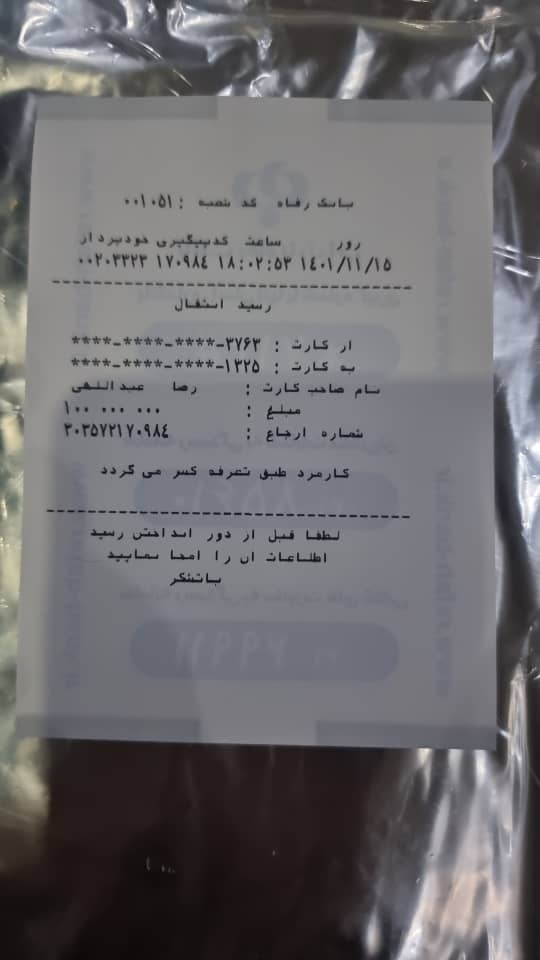 بانک رفاه کد شعبه : ۰۰۱۰۵۱
روز ساعت کدپیگیری خودپرداز
۱۴۰۱/۱۱/۱۵ ۱۸:۰۲:۵۳ ۱۷۰۹۸۴ ۰۰۲۰۳۳۲۳
رسید انتقال
از کارت : ****-****-****-۳۷۶۳
به کارت : ****-****-****-۱۳۲۵
نام صاحب کارت : رضا عبداللهی
مبلغ : ۱۰۰ ۰۰۰ ۰۰۰
شماره ارجاع : ۳۰۳۵۷۲۱۷۰۹۸۴
کارمزد طبق تعرفه کسر می گردد
لطفا قبل از دور انداختن رسید
اطلاعات ان را امحا نمایید
باتشکر